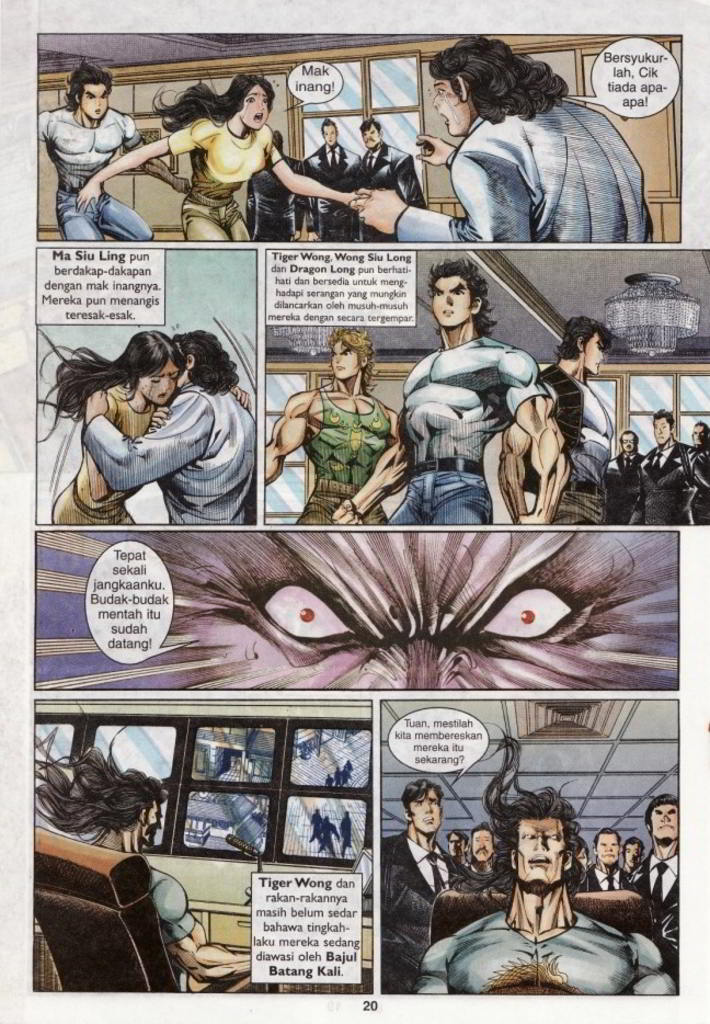 Mak
inang!
Bersyukur-
lah, Cik
tiada apa-
apa!
Ma Siu Ling pun
berdakap-dakapan
dengan mak inangnya.
Mereka pun menangis
teresak-esak.
Tiger Wong, Wong Siu Long
dan Dragon Long pun berhati-
hati dan bersedia untuk meng-
hadapi serangan yang mungkin
dilancarkan oleh musuh-musuh
mereka dengan secara tergempar.
Tepat
sekali
jangkaanku.
Budak-budak
mentah itu
sudah
datang!
Tiger Wong dan
rakan-rakannya
masih belum sedar
bahawa tingkah-
laku mereka sedang
diawasi oleh Bajul
Batang Kali.
Tuan, mestilah
kita membereskan
mereka itu
sekarang?
20